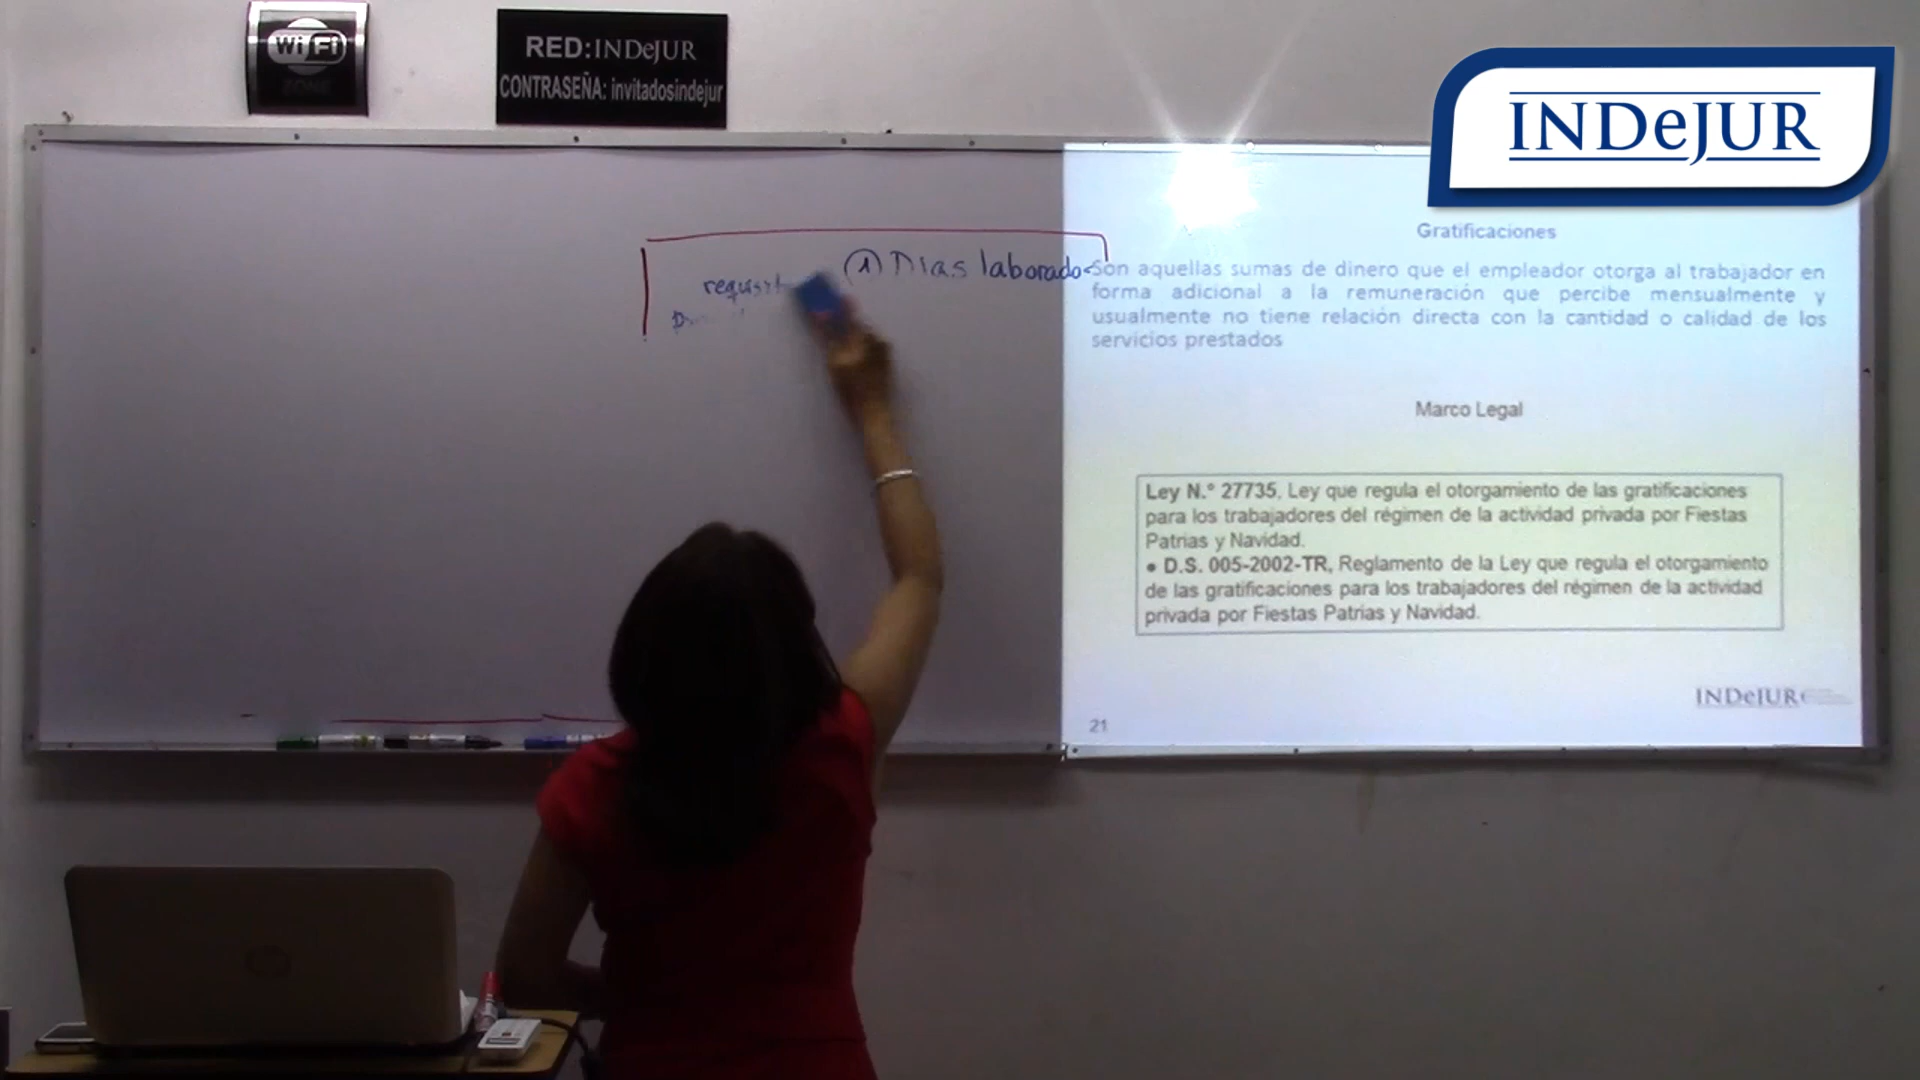 WiFi
ZONE
RED:INDeJUR
CONTRASEÑA: invitadosindejur
INDeJUR
① Días laborados
Gratificaciones
Son aquellas sumas de dinero que el empleador otorga al trabajador en
forma adicional a la remuneración que percibe mensualmente y
usualmente no tiene relación directa con la cantidad o calidad de los
servicios prestados
Marco Legal
Ley N.° 27735, Ley que regula el otorgamiento de las gratificaciones
para los trabajadores del régimen de la actividad privada por Fiestas
Patrias y Navidad.
• D.S. 005-2002-TR, Reglamento de la Ley que regula el otorgamiento
de las gratificaciones para los trabajadores del régimen de la actividad
privada por Fiestas Patrias y Navidad.
INDeJUR
21